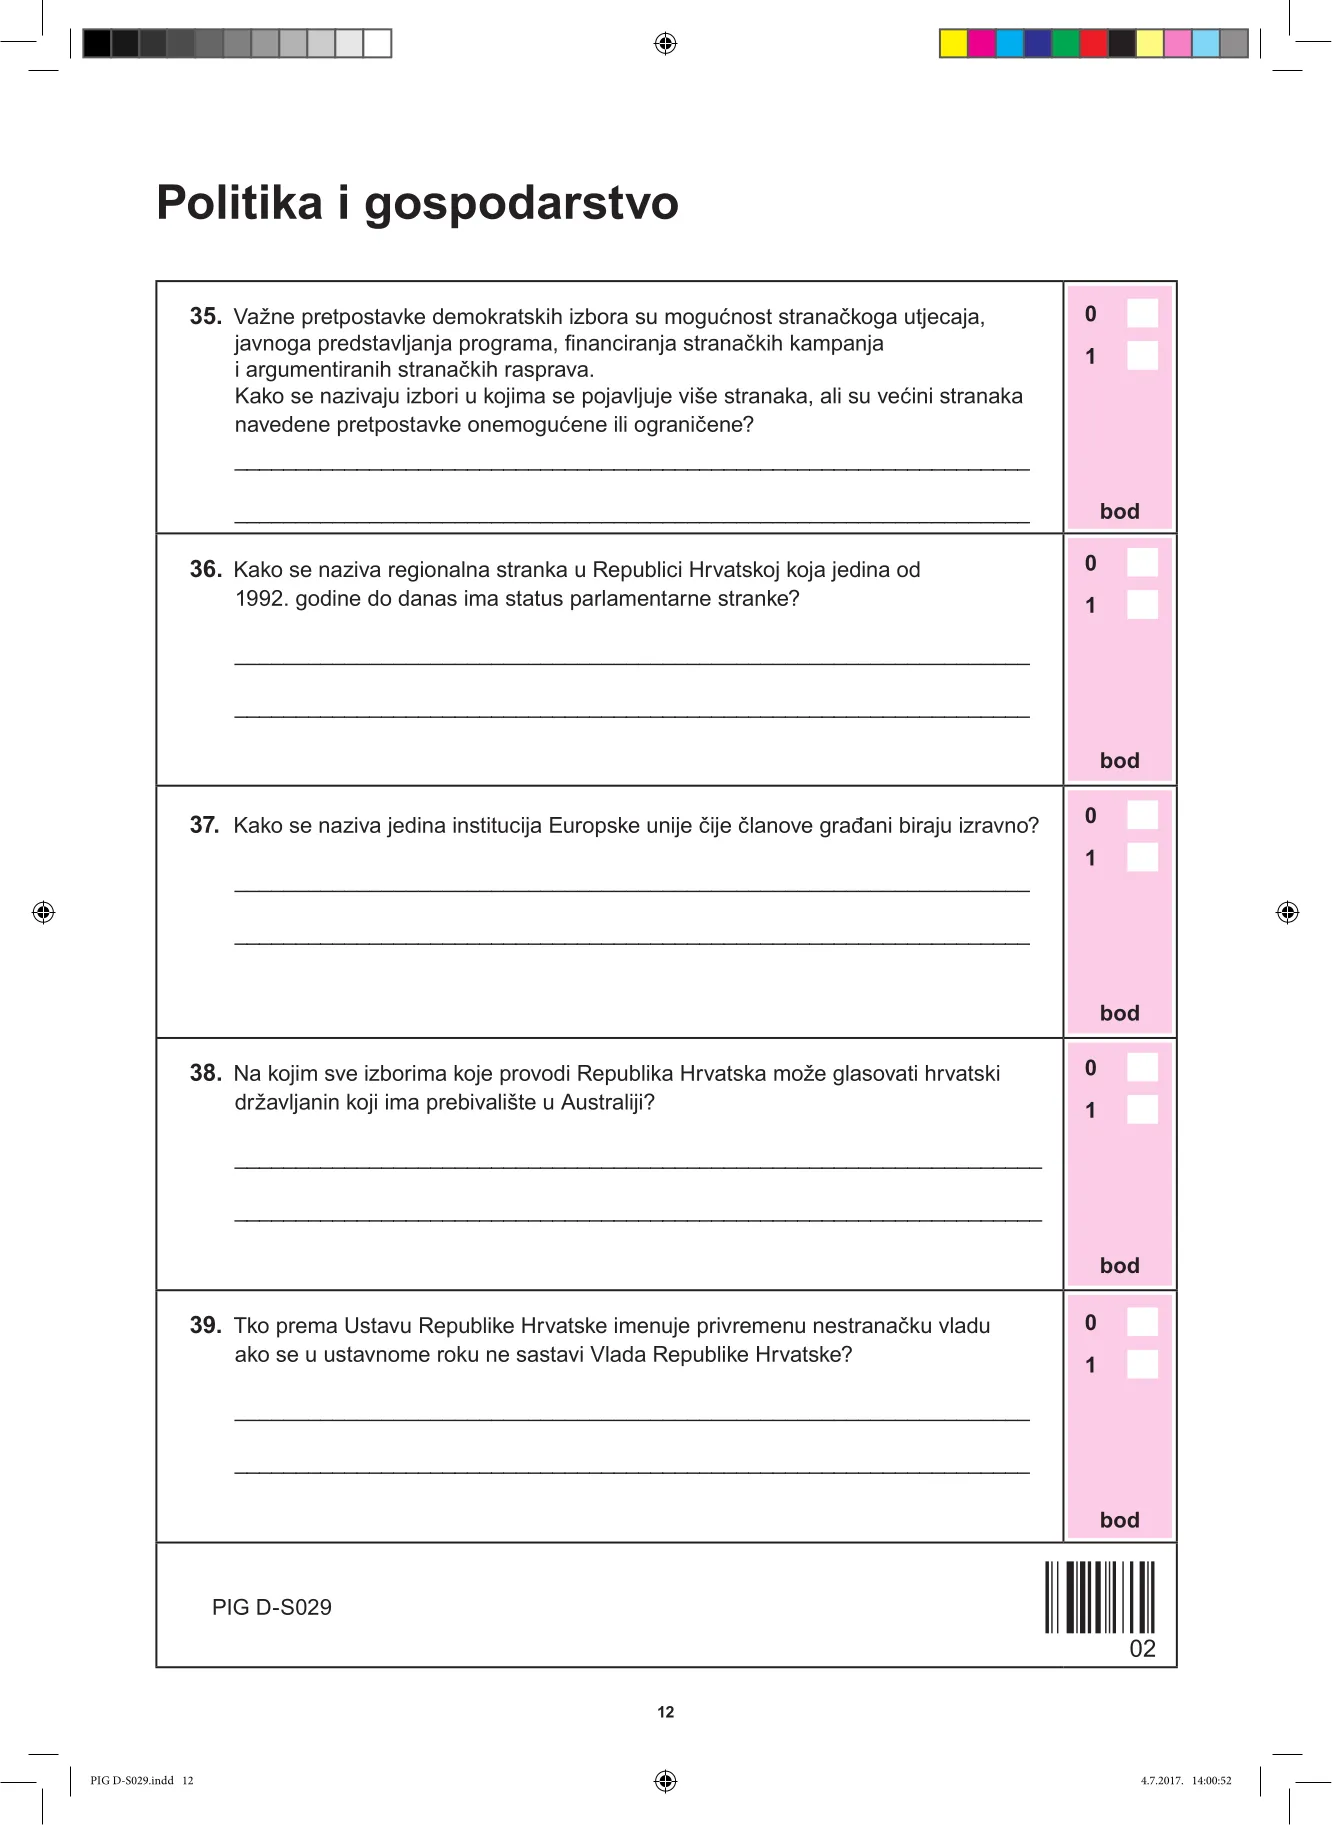 Politika i gospodarstvo
35. Važne pretpostavke demokratskih izbora su mogućnost stranačkoga utjecaja,
javnoga predstavljanja programa, financiranja stranačkih kampanja
i argumentiranih stranačkih rasprava.
Kako se nazivaju izbori u kojima se pojavljuje više stranaka, ali su većini stranaka
navedene pretpostavke onemogućene ili ograničene?
0
1
bod
36. Kako se naziva regionalna stranka u Republici Hrvatskoj koja jedina od
1992. godine do danas ima status parlamentarne stranke?
0
1
bod
37. Kako se naziva jedina institucija Europske unije čije članove građani biraju izravno?
0
1
bod
38. Na kojim sve izborima koje provodi Republika Hrvatska može glasovati hrvatski
državljanin koji ima prebivalište u Australiji?
0
1
bod
39. Tko prema Ustavu Republike Hrvatske imenuje privremenu nestranačku vladu
ako se u ustavnome roku ne sastavi Vlada Republike Hrvatske?
0
1
bod
PIG D-S029
02
12
PIG D-S029.indd 12
4.7.2017. 14:00:52